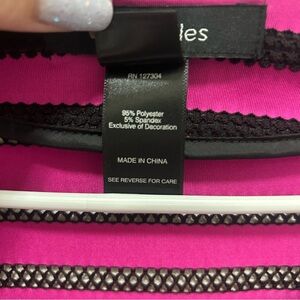 les
RN 127304
95% Polyester
5% Spandex
Exclusive of Decoration
MADE IN CHINA
SEE REVERSE FOR CARE